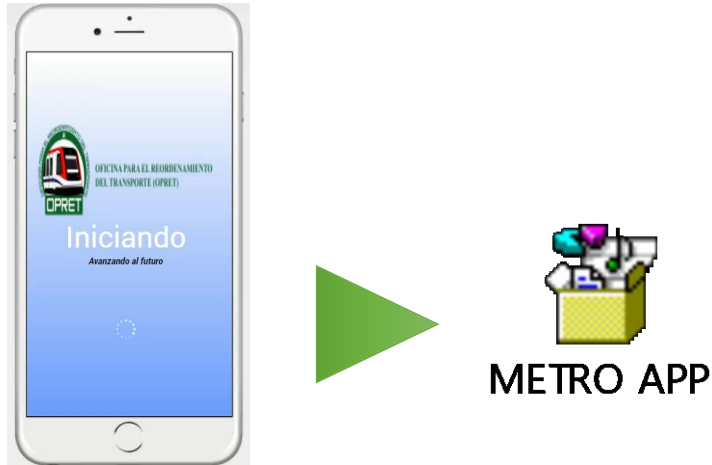 OFICINA PARA EL REORDENAMIENTO
DEL TRANSPORTE (OPRET)
OPRET
Iniciando
Avanzando al futuro
METRO APP